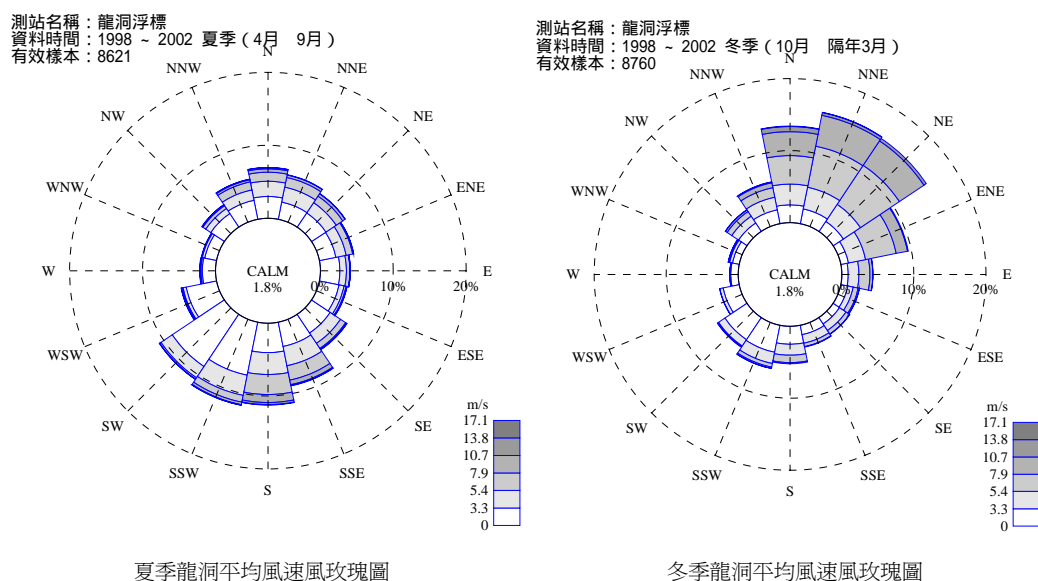 測站名稱：龍洞浮標
資料時間：1998 ~ 2002 夏季（4月 9月）
有效樣本：8621
N
NNW
NNE
NW
NE
WNW
ENE
W
CALM
1.8%
0%
10%
20%
E
WSW
ESE
SW
SE
SSW
SSE
S
m/s
17.1
13.8
10.7
7.9
5.4
3.3
0
夏季龍洞平均風速風玫瑰圖
測站名稱：龍洞浮標
資料時間：1998 ~ 2002 冬季（10月 隔年3月）
有效樣本：8760
N
NNW
NNE
NW
NE
WNW
ENE
W
CALM
1.8%
0%
10%
20%
E
WSW
ESE
SW
SE
SSW
SSE
S
m/s
17.1
13.8
10.7
7.9
5.4
3.3
0
冬季龍洞平均風速風玫瑰圖